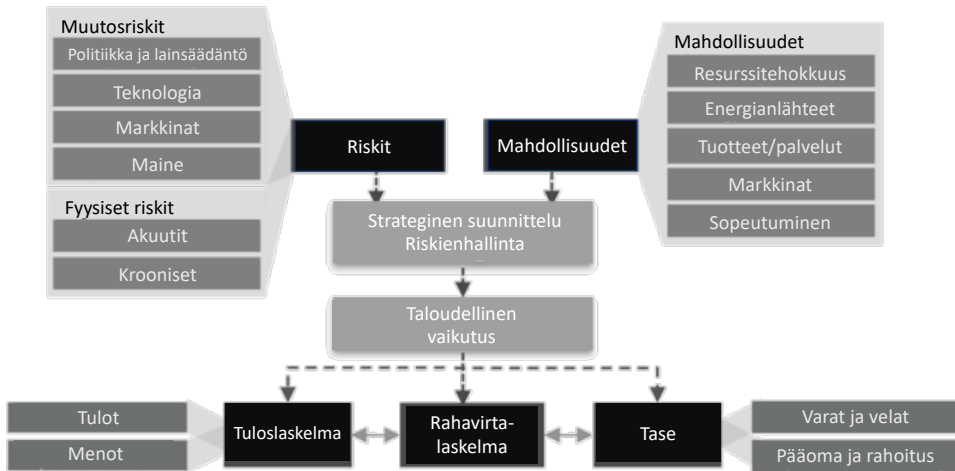 Muutosriskit
Politiikka ja lainsäädäntö
Teknologia
Markkinat
Maine
Fyysiset riskit
Akuutit
Krooniset
Riskit
Mahdollisuudet
Mahdollisuudet
Resurssitehokkuus
Energianlähteet
Tuotteet/palvelut
Markkinat
Sopeutuminen
Strateginen suunnittelu
Riskienhallinta
Taloudellinen
vaikutus
Tulot
Menot
Tuloslaskelma
Rahavirta-
laskelma
Tase
Varat ja velat
Pääoma ja rahoitus